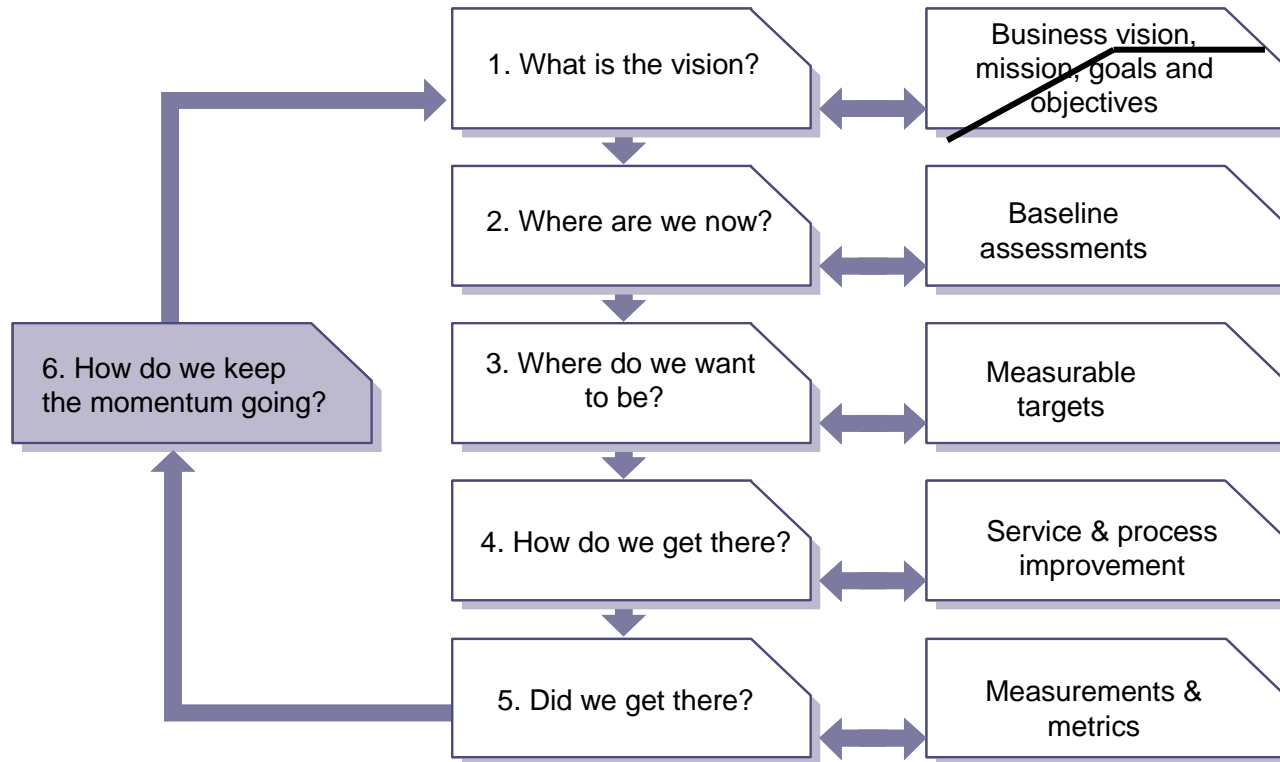 1. What is the vision?
Business vision,
mission, goals and
objectives
2. Where are we now?
Baseline
assessments
6. How do we keep
the momentum going?
3. Where do we want
to be?
Measurable
targets
4. How do we get there?
Service & process
improvement
5. Did we get there?
Measurements &
metrics